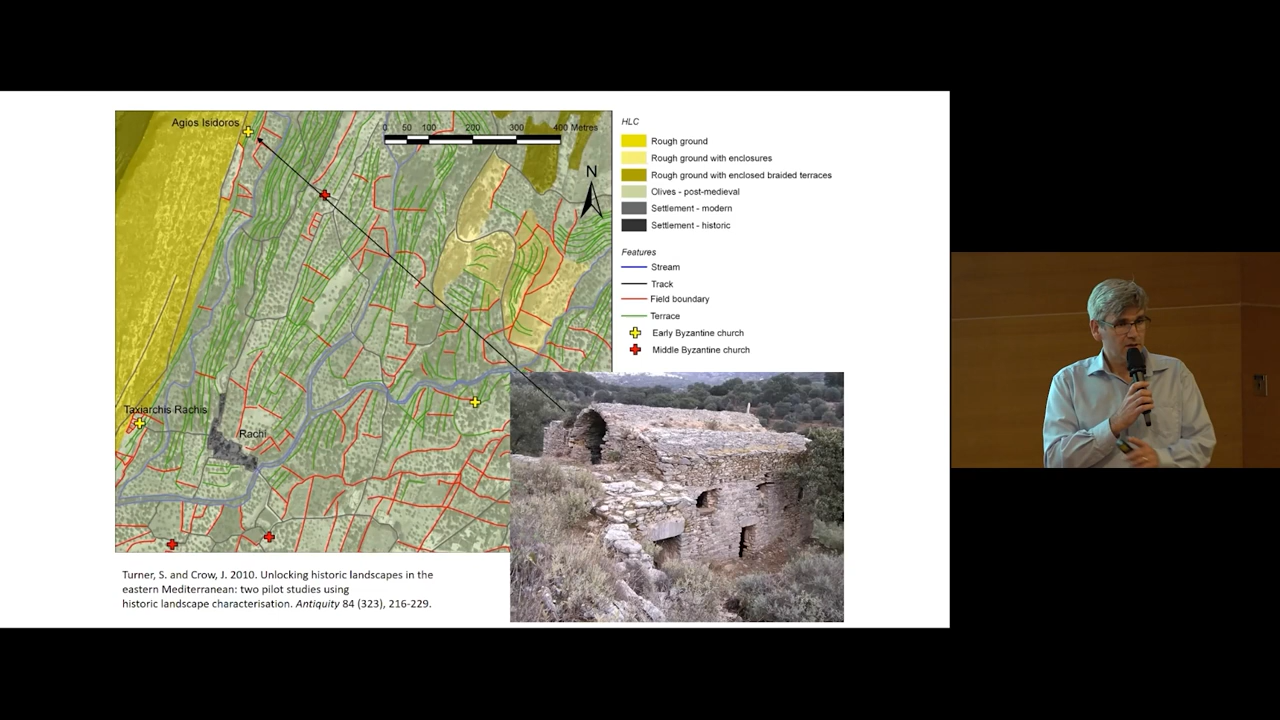 Agios Isidoros
0 50 100 200 300 400 Metres
N
Taxiarchis Rachis
Rachi
HLC
Rough ground
Rough ground with enclosures
Rough ground with enclosed braided terraces
Olives - post-medieval
Settlement - modern
Settlement - historic
Features
Stream
Track
Field boundary
Terrace
Early Byzantine church
Middle Byzantine church
Turner, S. and Crow, J. 2010. Unlocking historic landscapes in the
eastern Mediterranean: two pilot studies using
historic landscape characterisation. Antiquity 84 (323), 216-229.